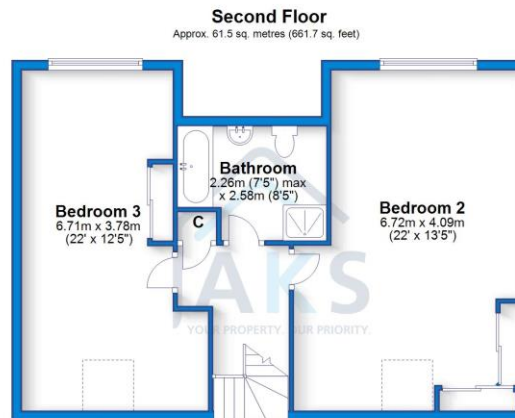 Second Floor
Approx. 61.5 sq. metres (661.7 sq. feet)
Bathroom
2.26m (7'5") max
x 2.58m (8'5")
Bedroom 3
6.71m x 3.78m
(22' x 12'5")
C
Bedroom 2
6.72m x 4.09m
(22' x 13'5")
JAKS
YOUR PROPERTY. OUR PRIORITY.